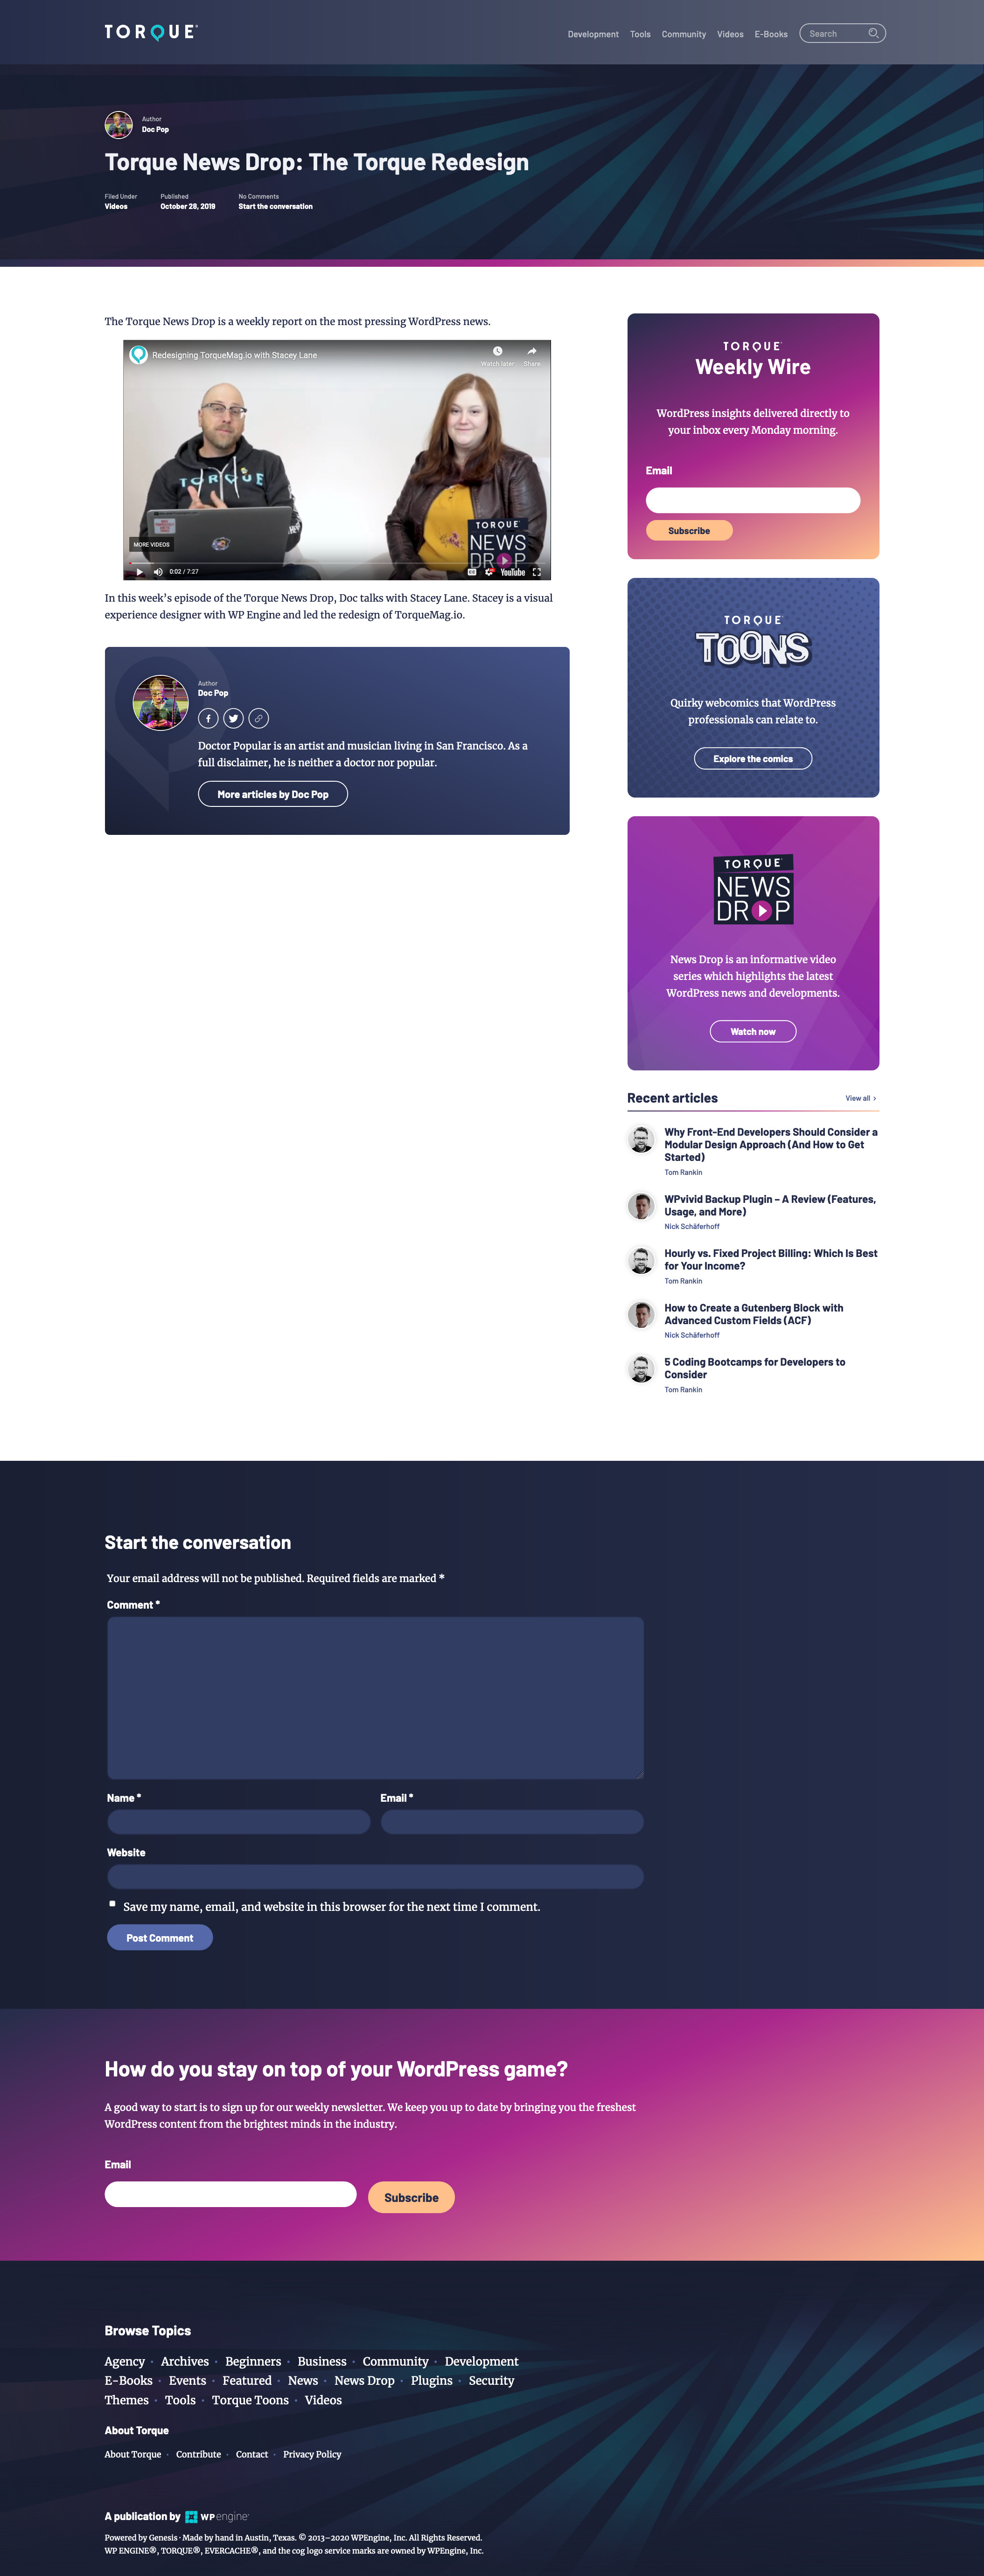 TORQUE
Development Tools Community Videos E-Books Search
Author
Doc Pop
Torque News Drop: The Torque Redesign
Filed Under Published No Comments
Videos October 28, 2019 Start the conversation
The Torque News Drop is a weekly report on the most pressing WordPress news.
Redesigning TorqueMag.io with Stacey Lane
Watch later Share
TORQUE
TORQUE
NEWS
DROP
MORE VIDEOS
0:02 / 7:27
YouTube
In this week's episode of the Torque News Drop, Doc talks with Stacey Lane. Stacey is a visual
experience designer with WP Engine and led the redesign of TorqueMag.io.
Author
Doc Pop
Doctor Popular is an artist and musician living in San Francisco. As a
full disclaimer, he is neither a doctor nor popular.
More articles by Doc Pop
TORQUE
Weekly Wire
WordPress insights delivered directly to
your inbox every Monday morning.
Email
Subscribe
TORQUE
TOONS
Quirky webcomics that WordPress
professionals can relate to.
Explore the comics
TORQUE
NEWS
DROP
News Drop is an informative video
series which highlights the latest
WordPress news and developments.
Watch now
Recent articles View all ›
Why Front-End Developers Should Consider a
Modular Design Approach (And How to Get
Started)
Tom Rankin
WPvivid Backup Plugin – A Review (Features,
Usage, and More)
Nick Schäferhoff
Hourly vs. Fixed Project Billing: Which Is Best
for Your Income?
Tom Rankin
How to Create a Gutenberg Block with
Advanced Custom Fields (ACF)
Nick Schäferhoff
5 Coding Bootcamps for Developers to
Consider
Tom Rankin
Start the conversation
Your email address will not be published. Required fields are marked *
Comment *
Name * Email *
Website
Save my name, email, and website in this browser for the next time I comment.
Post Comment
How do you stay on top of your WordPress game?
A good way to start is to sign up for our weekly newsletter. We keep you up to date by bringing you the freshest
WordPress content from the brightest minds in the industry.
Email
Subscribe
Browse Topics
Agency · Archives · Beginners · Business · Community · Development
E-Books · Events · Featured · News · News Drop · Plugins · Security
Themes · Tools · Torque Toons · Videos
About Torque
About Torque · Contribute · Contact · Privacy Policy
A publication by WP engine
Powered by Genesis · Made by hand in Austin, Texas. © 2013–2020 WPEngine, Inc. All Rights Reserved.
WP ENGINE®, TORQUE®, EVERCACHE®, and the cog logo service marks are owned by WPEngine, Inc.